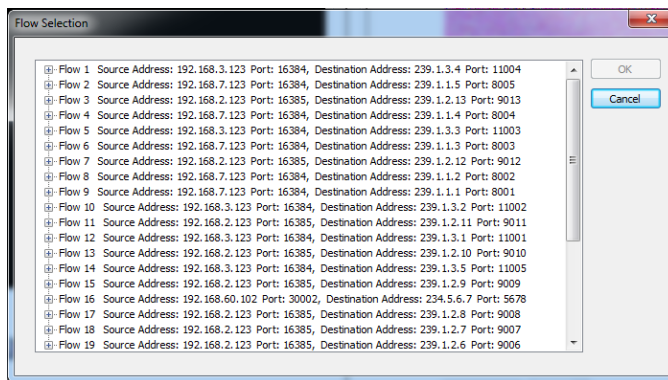 Flow Selection
Flow 1 Source Address: 192.168.3.123 Port: 16384, Destination Address: 239.1.3.4 Port: 11004
Flow 2 Source Address: 192.168.7.123 Port: 16384, Destination Address: 239.1.1.5 Port: 8005
Flow 3 Source Address: 192.168.2.123 Port: 16385, Destination Address: 239.1.2.13 Port: 9013
Flow 4 Source Address: 192.168.7.123 Port: 16384, Destination Address: 239.1.1.4 Port: 8004
Flow 5 Source Address: 192.168.3.123 Port: 16384, Destination Address: 239.1.3.3 Port: 11003
Flow 6 Source Address: 192.168.7.123 Port: 16384, Destination Address: 239.1.1.3 Port: 8003
Flow 7 Source Address: 192.168.2.123 Port: 16385, Destination Address: 239.1.2.12 Port: 9012
Flow 8 Source Address: 192.168.7.123 Port: 16384, Destination Address: 239.1.1.2 Port: 8002
Flow 9 Source Address: 192.168.7.123 Port: 16384, Destination Address: 239.1.1.1 Port: 8001
Flow 10 Source Address: 192.168.3.123 Port: 16384, Destination Address: 239.1.3.2 Port: 11002
Flow 11 Source Address: 192.168.2.123 Port: 16385, Destination Address: 239.1.2.11 Port: 9011
Flow 12 Source Address: 192.168.3.123 Port: 16384, Destination Address: 239.1.3.1 Port: 11001
Flow 13 Source Address: 192.168.2.123 Port: 16385, Destination Address: 239.1.2.10 Port: 9010
Flow 14 Source Address: 192.168.3.123 Port: 16384, Destination Address: 239.1.3.5 Port: 11005
Flow 15 Source Address: 192.168.2.123 Port: 16385, Destination Address: 239.1.2.9 Port: 9009
Flow 16 Source Address: 192.168.60.102 Port: 30002, Destination Address: 234.5.6.7 Port: 5678
Flow 17 Source Address: 192.168.2.123 Port: 16385, Destination Address: 239.1.2.8 Port: 9008
Flow 18 Source Address: 192.168.2.123 Port: 16385, Destination Address: 239.1.2.7 Port: 9007
Flow 19 Source Address: 192.168.2.123 Port: 16385, Destination Address: 239.1.2.6 Port: 9006
OK
Cancel